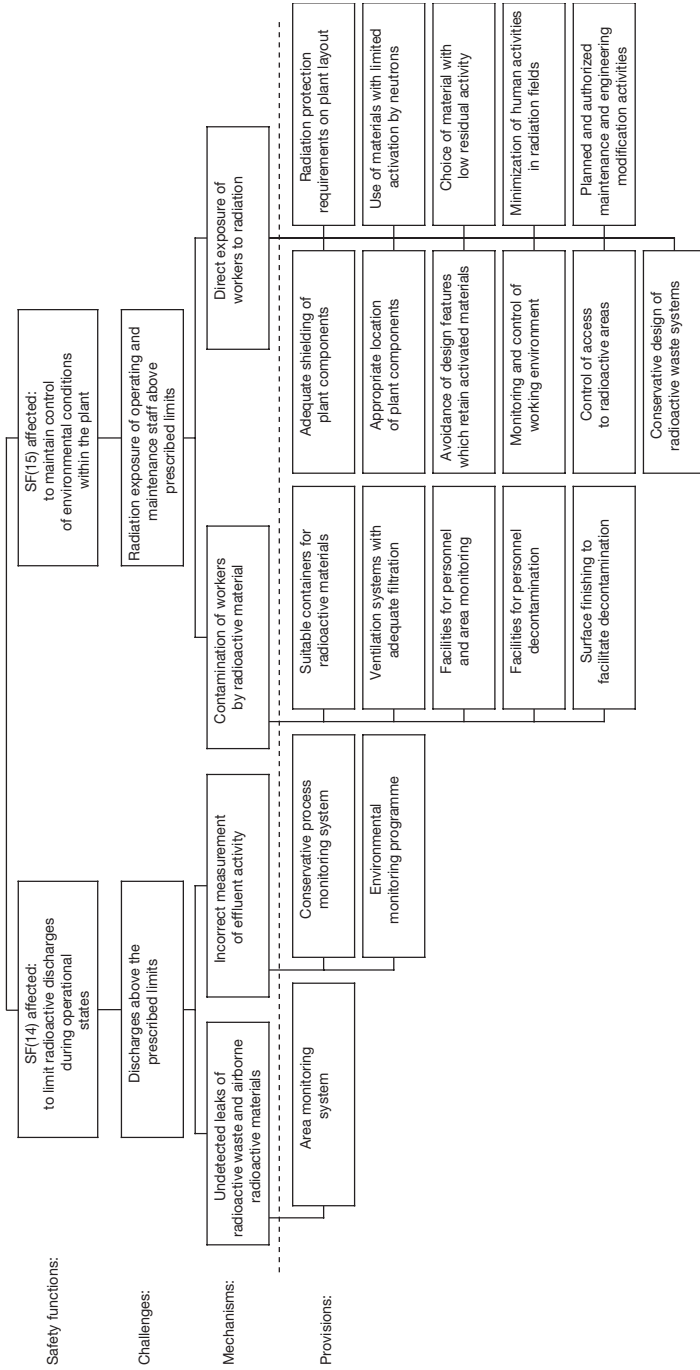 Safety functions:
SF(14) affected:
to limit radioactive discharges
during operational
states
SF(15) affected:
to maintain control
of environmental conditions
within the plant
Challenges:
Discharges above the
prescribed limits
Radiation exposure of operating and
maintenance staff above
prescribed limits
Mechanisms:
Undetected leaks of
radioactive waste and airborne
radioactive materials
Incorrect measurement
of effluent activity
Contamination of workers
by radioactive material
Direct exposure of
workers to radiation
Provisions:
Area monitoring
system
Conservative process
monitoring system
Environmental
monitoring programme
Suitable containers for
radioactive materials
Ventilation systems with
adequate filtration
Facilities for personnel
and area monitoring
Facilities for personnel
decontamination
Surface finishing to
facilitate decontamination
Adequate shielding of
plant components
Appropriate location
of plant components
Avoidance of design features
which retain activated materials
Monitoring and control of
working environment
Control of access
to radioactive areas
Conservative design of
radioactive waste systems
Radiation protection
requirements on plant layout
Use of materials with limited
activation by neutrons
Choice of material with
low residual activity
Minimization of human activities
in radiation fields
Planned and authorized
maintenance and engineering
modification activities